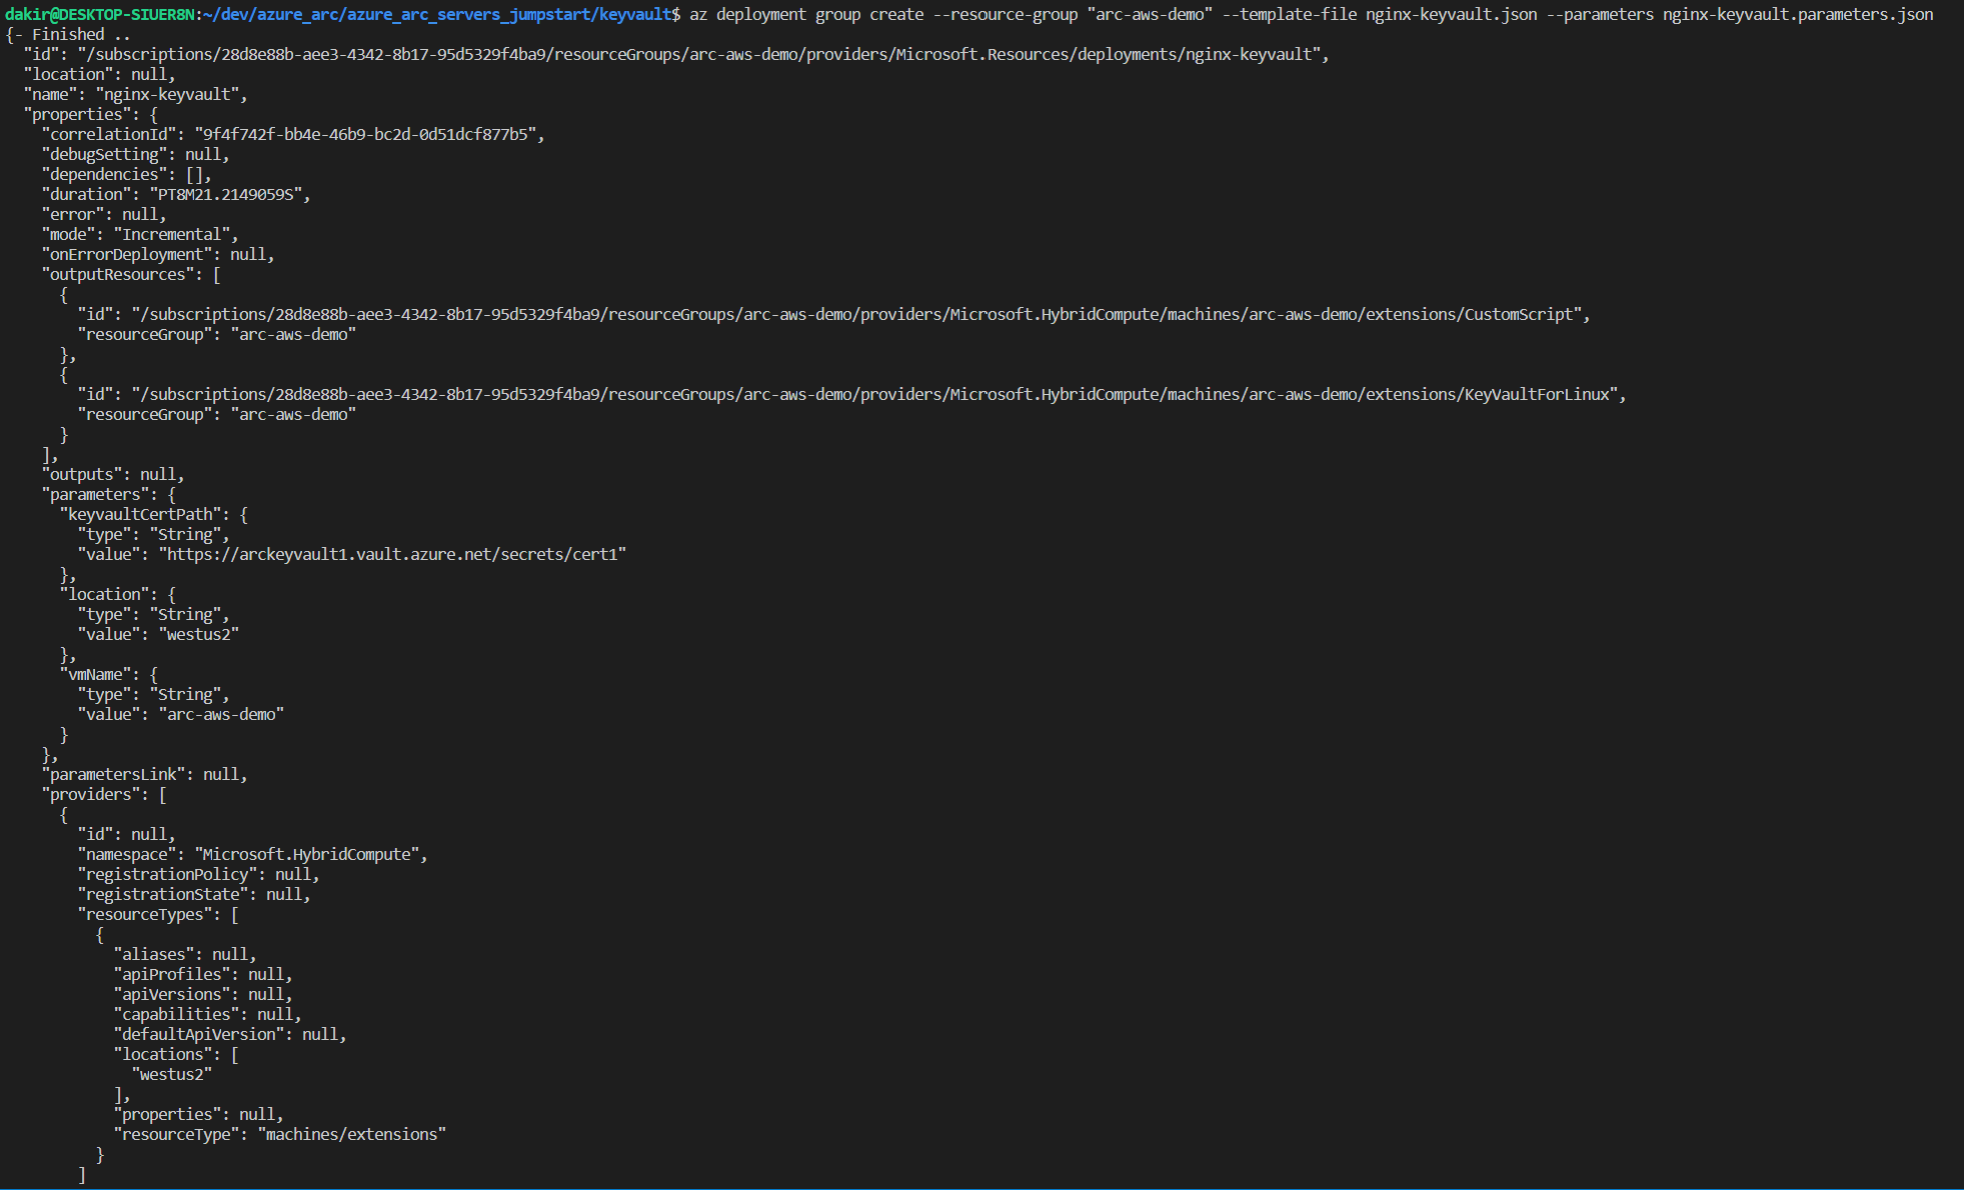 dakir@DESKTOP-SIUER8N:~/dev/azure_arc/azure_arc_servers_jumpstart/keyvault$ az deployment group create --resource-group "arc-aws-demo" --template-file nginx-keyvault.json --parameters nginx-keyvault.parameters.json
{- Finished ..
  "id": "/subscriptions/28d8e88b-aee3-4342-8b17-95d5329f4ba9/resourceGroups/arc-aws-demo/providers/Microsoft.Resources/deployments/nginx-keyvault",
  "location": null,
  "name": "nginx-keyvault",
  "properties": {
    "correlationId": "9f4f742f-bb4e-46b9-bc2d-0d51dcf877b5",
    "debugSetting": null,
    "dependencies": [],
    "duration": "PT8M21.2149059S",
    "error": null,
    "mode": "Incremental",
    "onErrorDeployment": null,
    "outputResources": [
      {
        "id": "/subscriptions/28d8e88b-aee3-4342-8b17-95d5329f4ba9/resourceGroups/arc-aws-demo/providers/Microsoft.HybridCompute/machines/arc-aws-demo/extensions/CustomScript",
        "resourceGroup": "arc-aws-demo"
      },
      {
        "id": "/subscriptions/28d8e88b-aee3-4342-8b17-95d5329f4ba9/resourceGroups/arc-aws-demo/providers/Microsoft.HybridCompute/machines/arc-aws-demo/extensions/KeyVaultForLinux",
        "resourceGroup": "arc-aws-demo"
      }
    ],
    "outputs": null,
    "parameters": {
      "keyvaultCertPath": {
        "type": "String",
        "value": "https://arckeyvault1.vault.azure.net/secrets/cert1"
      },
      "location": {
        "type": "String",
        "value": "westus2"
      },
      "vmName": {
        "type": "String",
        "value": "arc-aws-demo"
      }
    },
    "parametersLink": null,
    "providers": [
      {
        "id": null,
        "namespace": "Microsoft.HybridCompute",
        "registrationPolicy": null,
        "registrationState": null,
        "resourceTypes": [
          {
            "aliases": null,
            "apiProfiles": null,
            "apiVersions": null,
            "capabilities": null,
            "defaultApiVersion": null,
            "locations": [
              "westus2"
            ],
            "properties": null,
            "resourceType": "machines/extensions"
          }
        ]